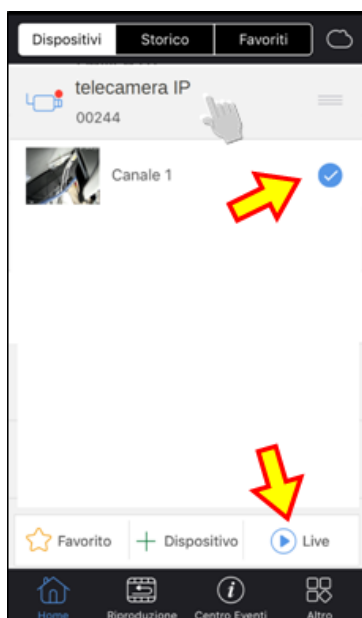 Dispositivi Storico Favoriti
telecamera IP
00244
Canale 1
Favorito + Dispositivo Live
Home Riproduzione Centro Eventi Altro